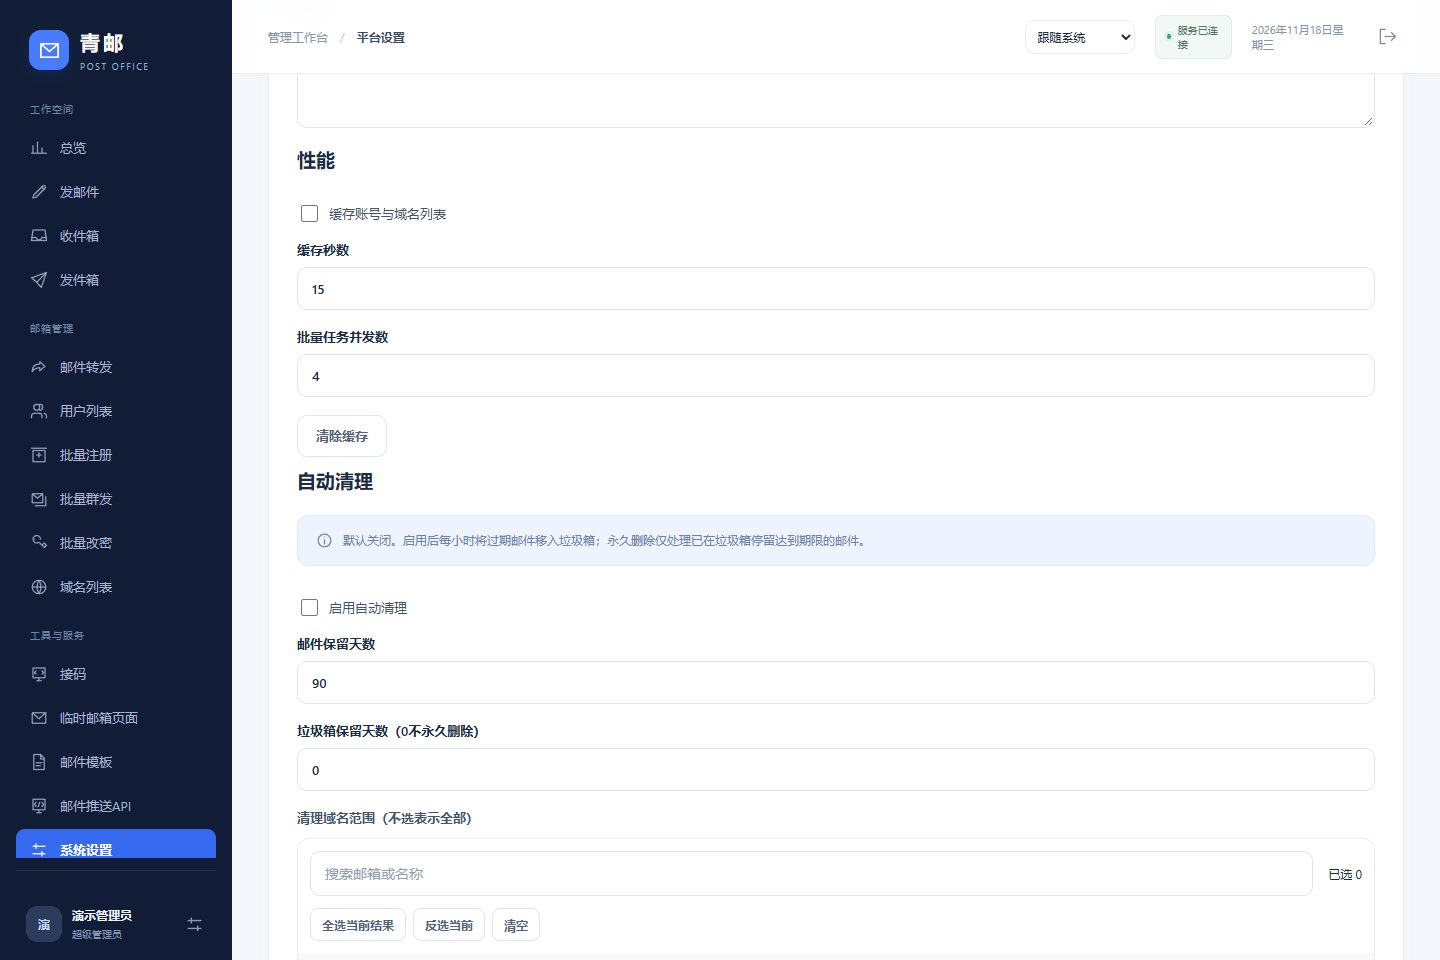 青邮
POST OFFICE
工作空间
总览
发邮件
收件箱
发件箱
邮箱管理
邮件转发
用户列表
批量注册
批量群发
批量改密
域名列表
工具与服务
接码
临时邮箱页面
邮件模板
邮件推送API
系统设置
演
演示管理员
超级管理员
管理工作台 / 平台设置
跟随系统
服务已连
接
2026年11月18日星
期三
性能
缓存账号与域名列表
缓存秒数
15
批量任务并发数
4
清除缓存
自动清理
默认关闭。启用后每小时将过期邮件移入垃圾箱；永久删除仅处理已在垃圾箱停留达到期限的邮件。
启用自动清理
邮件保留天数
90
垃圾箱保留天数（0不永久删除）
0
清理域名范围（不选表示全部）
搜索邮箱或名称
已选 0
全选当前结果
反选当前
清空